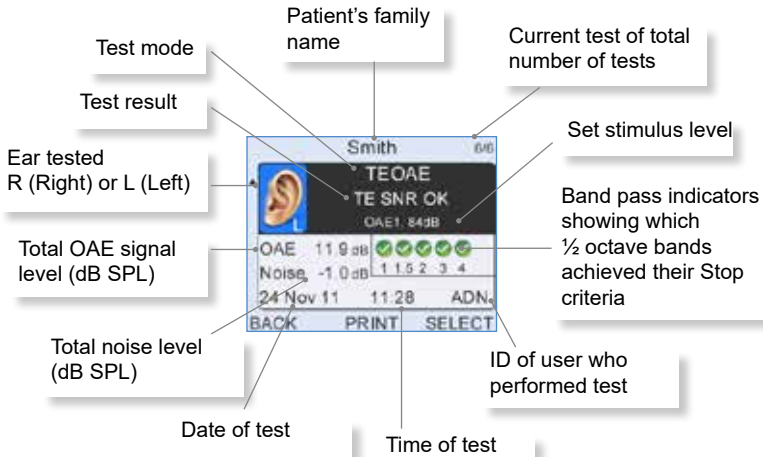 Patient’s family
name
Test mode
Current test of total
number of tests
Test result
Set stimulus level
Ear tested
R (Right) or L (Left)
Band pass indicators
showing which
½ octave bands
achieved their Stop
criteria
Total OAE signal
level (dB SPL)
Total noise level
(dB SPL)
ID of user who
performed test
Date of test
Time of test
Smith 6/6
TEOAE
TE SNR OK
OAE1, 84dB
L
OAE 11.9 dB
Noise -1.0 dB 1 1.5 2 3 4
24 Nov 11 11:28 ADN
BACK PRINT SELECT